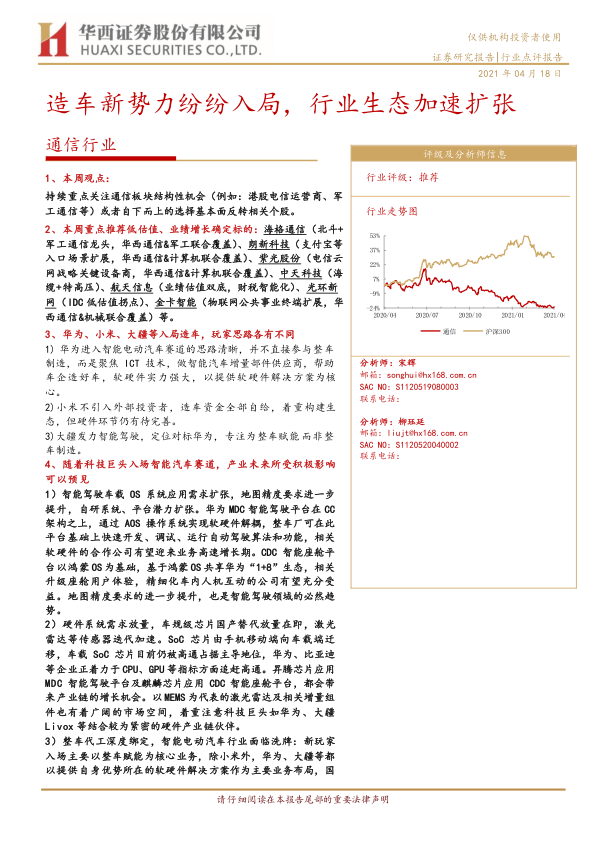 华西证券股份有限公司
HUAXI SECURITIES CO.,LTD.
仅供机构投资者使用
证券研究报告|行业点评报告
2021 年 04 月 18 日
造车新势力纷纷入局，行业生态加速扩张
通信行业
1、本周观点：
持续重点关注通信板块结构性机会（例如：港股电信运营商、军
工通信等）或者自下而上的选择基本面反转相关个股。
2、本周重点推荐低估值、业绩增长确定标的：海格通信（北斗+
军工通信龙头，华西通信&军工联合覆盖）、朗新科技（支付宝等
入口场景扩展，华西通信&计算机联合覆盖）、紫光股份（电信云
网战略关键设备商，华西通信&计算机联合覆盖）、中天科技（海
缆+特高压）、航天信息（业绩估值双底，财税智能化）、光环新
网（IDC 低估值拐点）、金卡智能（物联网公共事业终端扩展，华
西通信&机械联合覆盖）等。
3、华为、小米、大疆等入局造车，玩家思路各有不同
1) 华为进入智能电动汽车赛道的思路清晰，并不直接参与整车
制造，而是聚焦 ICT 技术，做智能汽车增量部件供应商，帮助
车企造好车，软硬件实力强大，以提供软硬件解决方案为核
心。
2)小米不引入外部投资者，造车资金全部自给，着重构建生
态，但硬件环节仍有待完善。
3)大疆发力智能驾驶，定位对标华为，专注为整车赋能而非整
车制造。
4、随着科技巨头入场智能汽车赛道，产业未来所受积极影响
可以预见
1）智能驾驶车载 OS 系统应用需求扩张，地图精度要求进一步
提升，自研系统、平台潜力扩张。华为 MDC 智能驾驶平台在 CC
架构之上，通过 AOS 操作系统实现软硬件解耦，整车厂可在此
平台基础上快速开发、调试、运行自动驾驶算法和功能，相关
软硬件的合作公司有望迎来业务高速增长期。CDC 智能座舱平
台以鸿蒙 OS 为基础，基于鸿蒙 OS 共享华为“1+8”生态，相关
升级座舱用户体验，精细化车内人机互动的公司有望充分受
益。地图精度要求的进一步提升，也是智能驾驶领域的必然趋
势。
2）硬件系统需求放量，车规级芯片国产替代放量在即，激光
雷达等传感器迭代加速。SoC 芯片由手机移动端向车载端迁
移，车载 SoC 芯片目前仍被高通占据主导地位，华为、比亚迪
等企业正着力于 CPU、GPU 等指标方面追赶高通。昇腾芯片应用
MDC 智能驾驶平台及麒麟芯片应用 CDC 智能座舱平台，都会带
来产业链的增长机会。以 MEMS 为代表的激光雷达及相关增量组
件也有着广阔的市场空间，着重注意科技巨头如华为、大疆
Livox 等结合较为紧密的硬件产业链伙伴。
3）整车代工深度绑定，智能电动汽车行业面临洗牌：新玩家
入场主要以整车赋能为核心业务，除小米外，华为、大疆等都
以提供自身优势所在的软硬件解决方案作为主要业务布局，国
评级及分析师信息
行业评级：推荐
行业走势图
53%
37%
22%
7%
-9%
-24%
2020/04
2020/07
2020/10
2021/01
2021/04
通信
沪深300
分析师：宋辉
邮箱：songhui@hx168.com.cn
SAC NO：S1120519080003
联系电话：
分析师：柳珏廷
邮箱：liujt@hx168.com.cn
SAC NO：S1120520040002
联系电话：
请仔细阅读在本报告尾部的重要法律声明